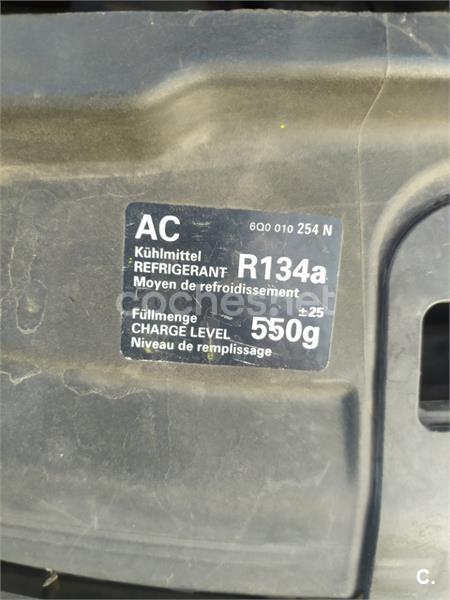 AC 6Q0 010 254 N
Kühlmittel
REFRIGERANT R134a
Moyen de refroidissement
coches.net
Füllmenge ±25
CHARGE LEVEL 550g
Niveau de remplissage
C.